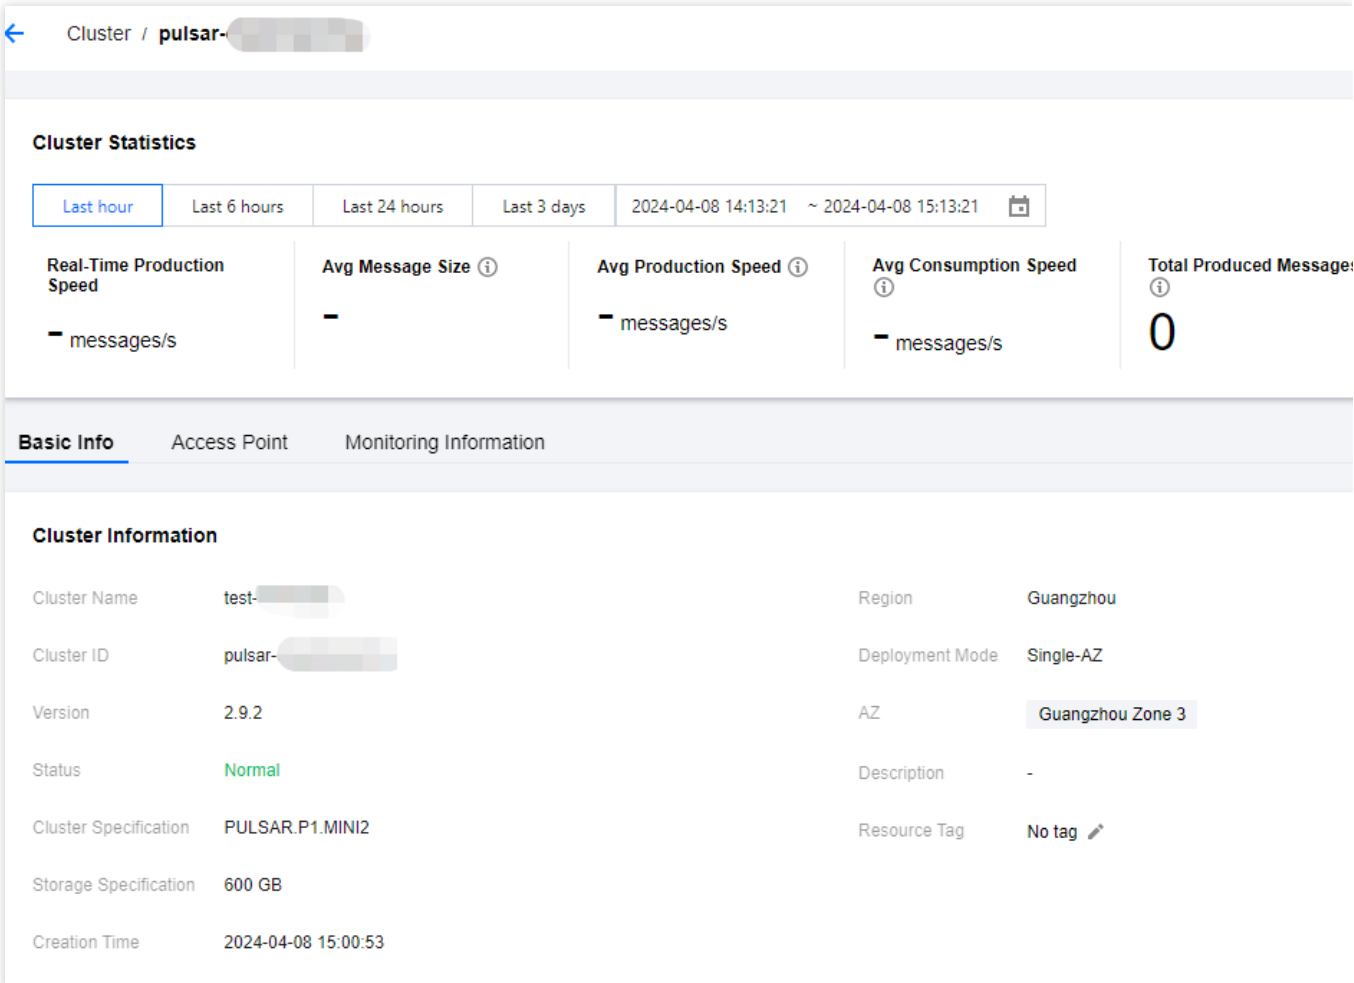 Cluster / pulsar-
Cluster Statistics
Last hour Last 6 hours Last 24 hours Last 3 days 2024-04-08 14:13:21 ~ 2024-04-08 15:13:21
Real-Time Production Speed
- messages/s
Avg Message Size
-
Avg Production Speed
- messages/s
Avg Consumption Speed
- messages/s
Total Produced Messages
0
Basic Info Access Point Monitoring Information
Cluster Information
Cluster Name test-
Region Guangzhou
Cluster ID pulsar-
Deployment Mode Single-AZ
Version 2.9.2
AZ Guangzhou Zone 3
Status Normal
Description -
Cluster Specification PULSAR.P1.MINI2
Resource Tag No tag
Storage Specification 600 GB
Creation Time 2024-04-08 15:00:53